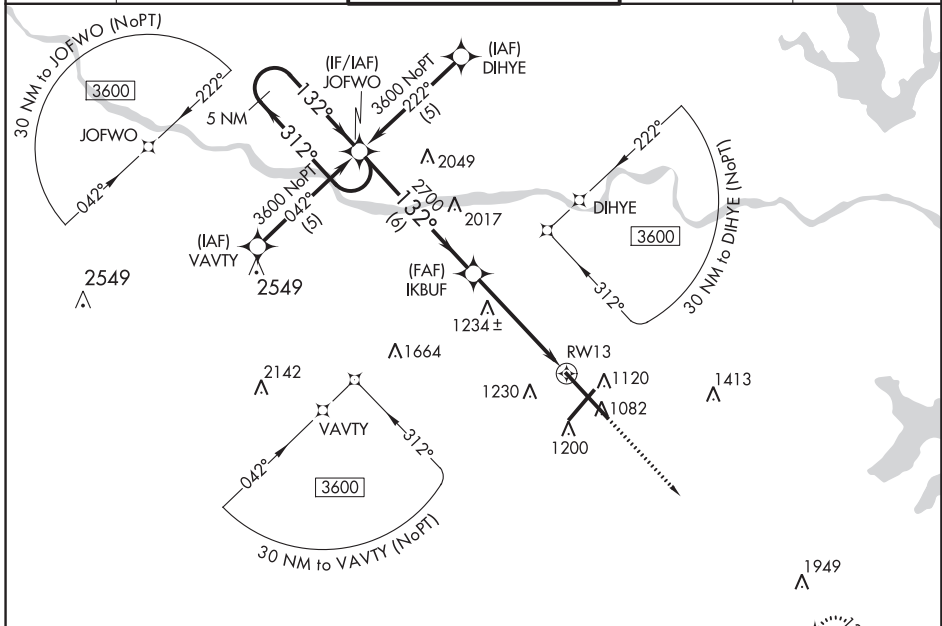 30 NM to JOFWO (NoPT)
3600
222°
JOFWO
042°
5 NM
132°
312°
(IF/IAF)
JOFWO
3600 NoPT
222°
(5)
(IAF)
DIHYE
2049
3600 NoPT
042°
(5)
(IAF)
VAVTY
2549
2549
2700
132°
(6)
2017
(FAF)
IKBUF
1234 ±
222°
DIHYE
3600
312°
30 NM to DIHYE (NoPT)
RW13
1664
2142
1230
1120
1082
1200
1413
VAVTY
042°
312°
3600
30 NM to VAVTY (NoPT)
1949